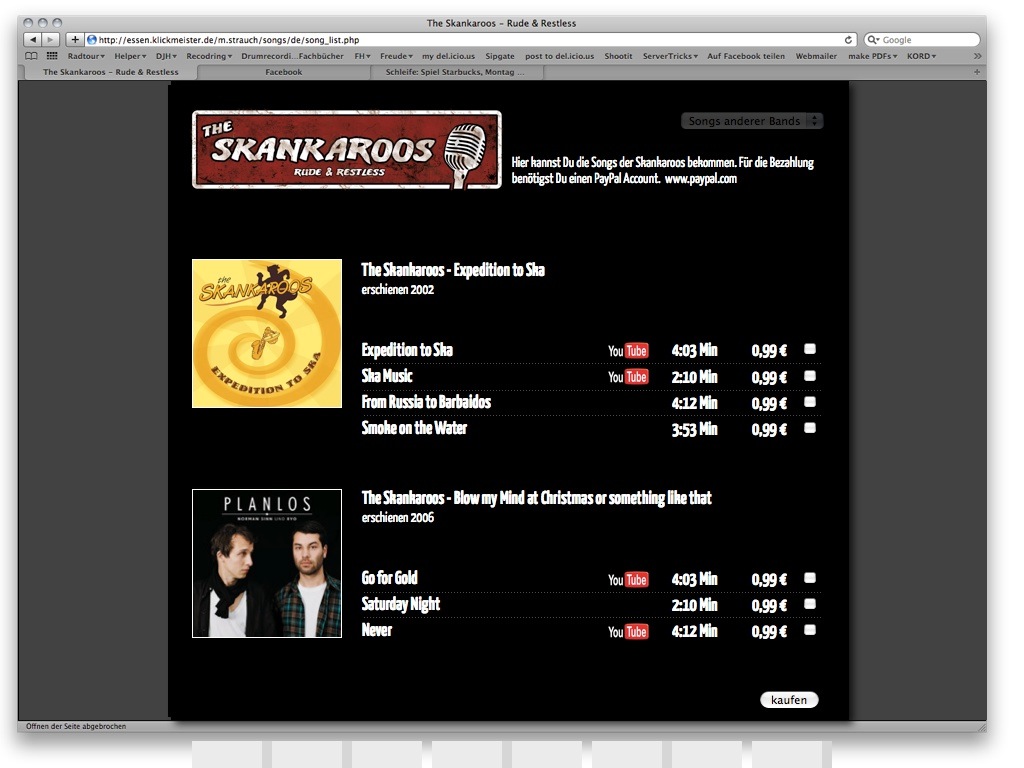 The Skankaroos – Rude & Restless
http://essen.klickmeister.de/m.strauch/songs/de/song_list.php
Google
Radtour Helper DJH Recodring Drumrecordi...Fachbücher FH Freude my del.icio.us Sipgate post to del.icio.us Shootit ServerTricks Auf Facebook teilen Webmailer make PDFs KORD
The Skankaroos – Rude & Restless Facebook Schleife: Spiel Starbucks, Montag ...
THE
SKANKAROOS
RUDE & RESTLESS
Songs anderer Bands
Hier kannst Du die Songs der Skankaroos bekommen. Für die Bezahlung
benötigst Du einen PayPal Account. www.paypal.com
the
SKANKAROOS
EXPEDITION TO SKA
The Skankaroos - Expedition to Ska
erschienen 2002
Expedition to Ska YouTube 4:03 Min 0,99 €
Ska Music YouTube 2:10 Min 0,99 €
From Russia to Barbaidos 4:12 Min 0,99 €
Smoke on the Water 3:53 Min 0,99 €
PLANLOS
NORMAN SINN UND RYO
The Skankaroos - Blow my Mind at Christmas or something like that
erschienen 2006
Go for Gold YouTube 4:03 Min 0,99 €
Saturday Night 2:10 Min 0,99 €
Never YouTube 4:12 Min 0,99 €
kaufen
Öffnen der Seite abgebrochen